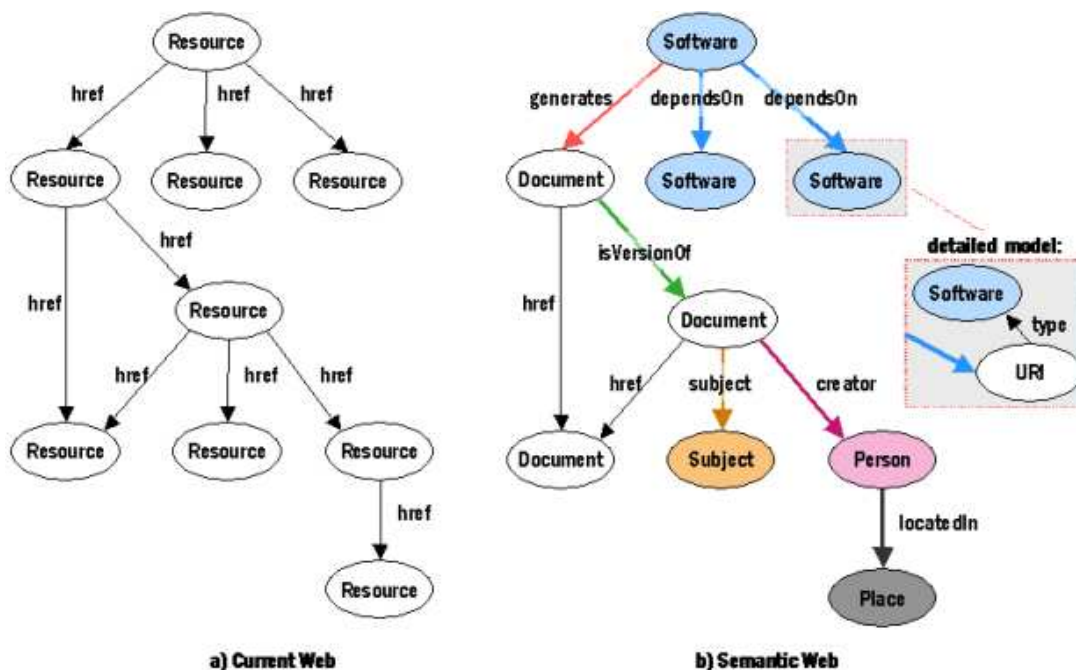 Resource
href
href
href
Resource
Resource
Resource
href
href
Resource
href
href
href
Resource
Resource
Resource
href
Resource
a) Current Web
Software
generates
dependsOn
dependsOn
Document
Software
Software
isVersionOf
href
Document
href
subject
creator
Document
Subject
Person
locatedIn
Place
detailed model:
Software
type
URI
b) Semantic Web